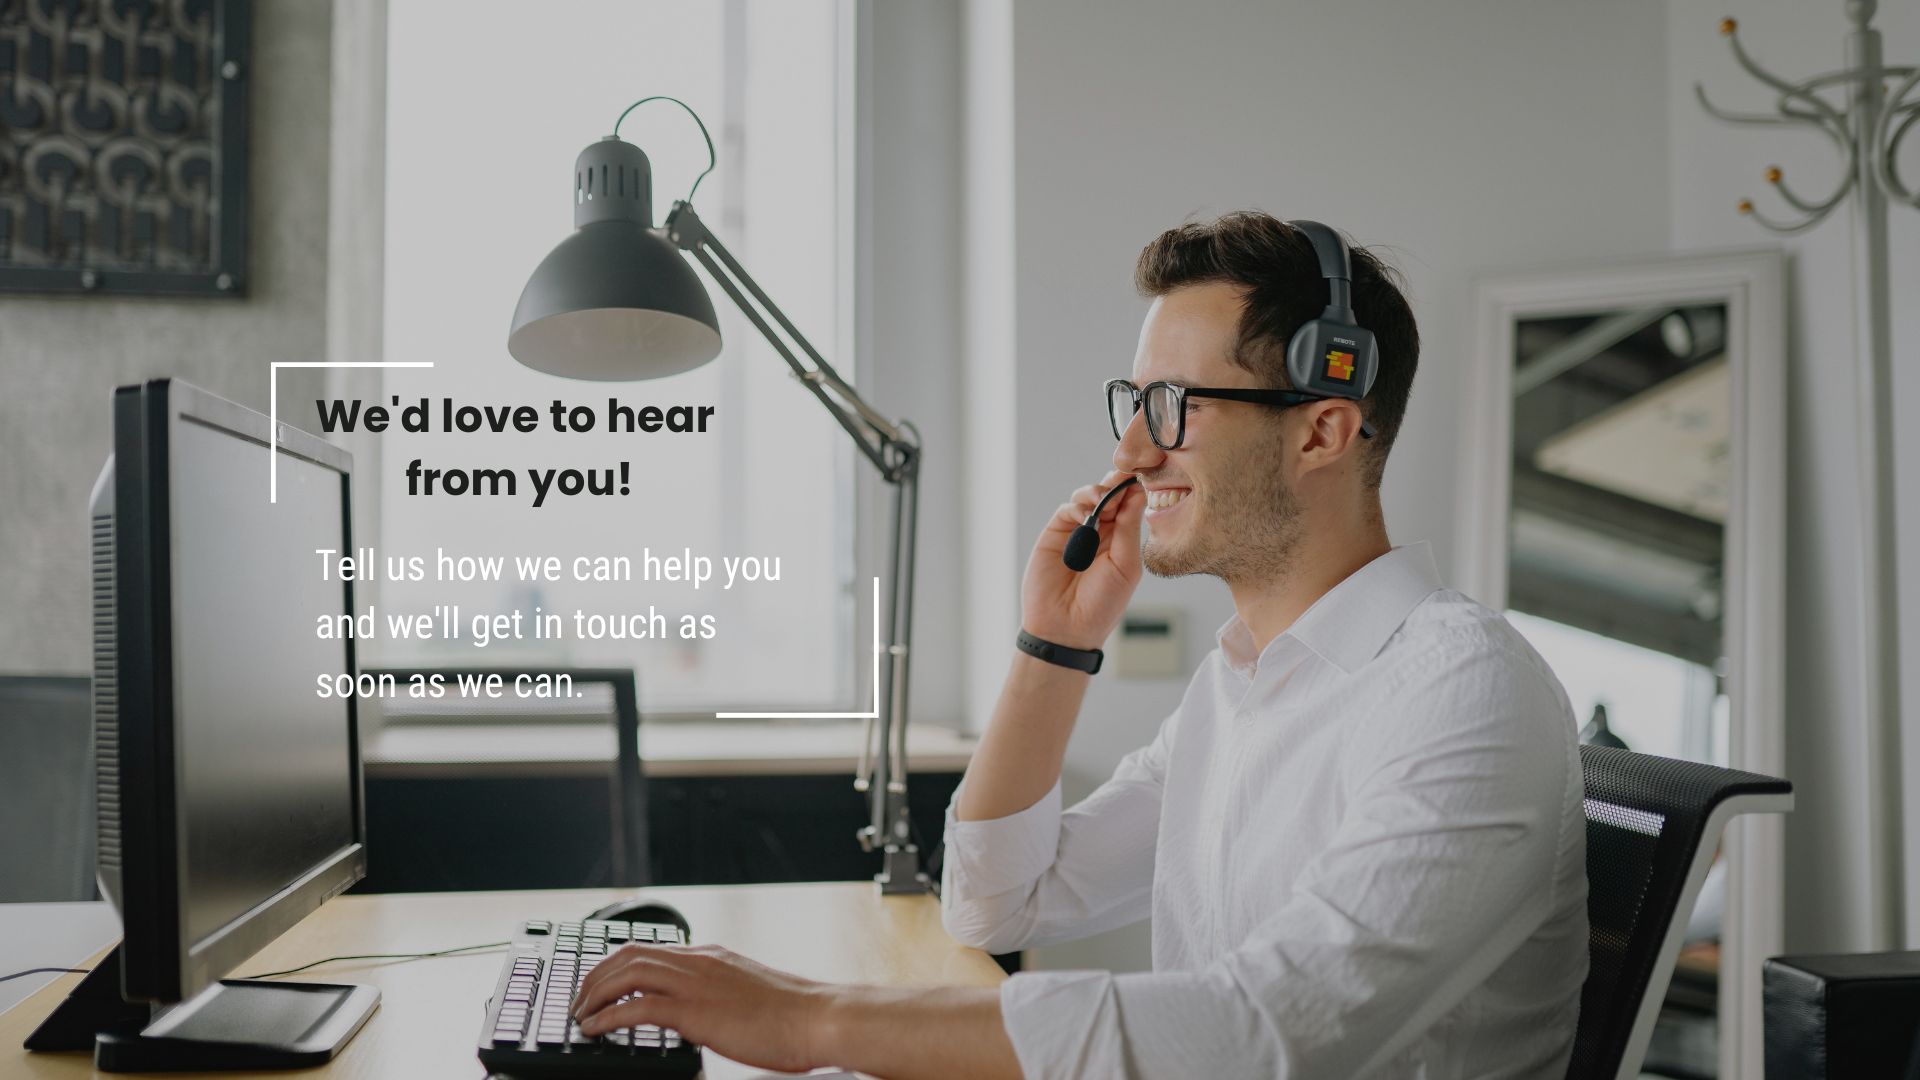 We'd love to hear
from you!
Tell us how we can help you
and we'll get in touch as
soon as we can.
REMOTE